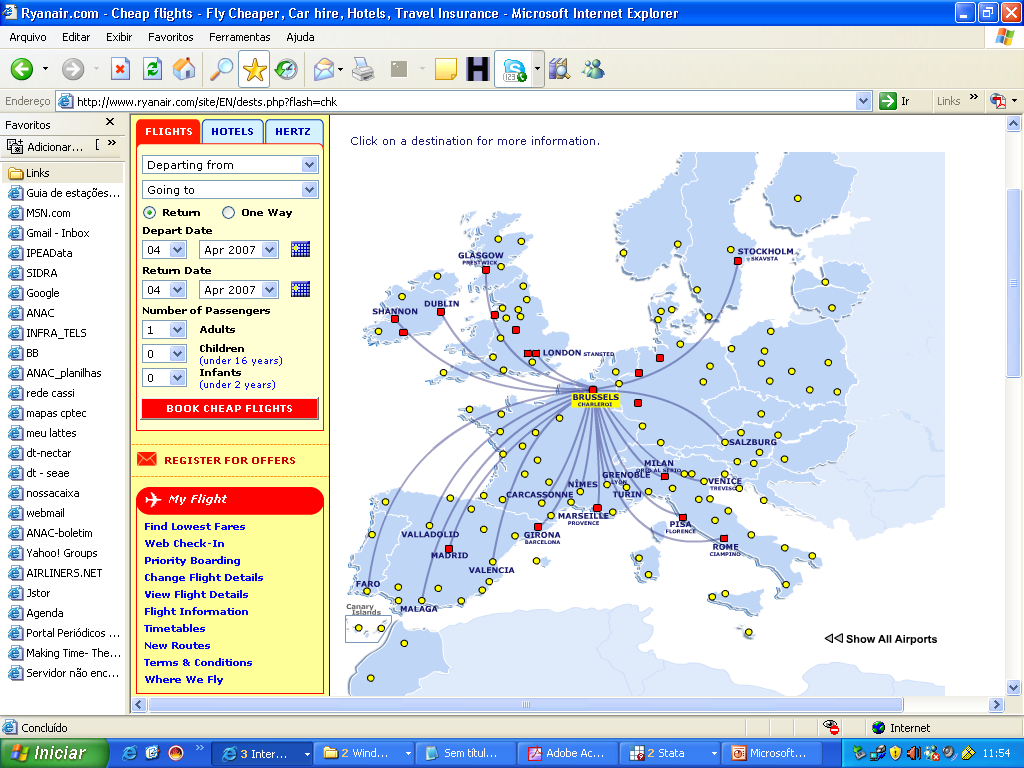 Ryanair.com - Cheap flights - Fly Cheaper, Car hire, Hotels, Travel Insurance - Microsoft Internet Explorer
Arquivo Editar Exibir Favoritos Ferramentas Ajuda
Endereço http://www.ryanair.com/site/EN/dests.php?flash=chk Ir Links »
Favoritos
Adicionar... »
Links
Guia de estações...
MSN.com
Gmail - Inbox
IPEAData
SIDRA
Google
ANAC
INFRA_TELS
BB
ANAC_planilhas
rede cassi
mapas cptec
meu lattes
dt-nectar
dt - seae
nossacaixa
webmail
ANAC-boletim
Yahoo! Groups
AIRLINERS.NET
Jstor
Agenda
Portal Periódicos ...
Making Time- The...
Servidor não enc...
FLIGHTS HOTELS HERTZ
Departing from
Going to
Return One Way
Depart Date
04 Apr 2007
Return Date
04 Apr 2007
Number of Passengers
1 Adults
0 Children
(under 16 years)
0 Infants
(under 2 years)
BOOK CHEAP FLIGHTS
REGISTER FOR OFFERS
My Flight
Find Lowest Fares
Web Check-In
Priority Boarding
Change Flight Details
View Flight Details
Flight Information
Timetables
New Routes
Terms & Conditions
Where We Fly
Click on a destination for more information.
STOCKHOLM
SKAVSTA
GLASGOW
PRESTWICK
DUBLIN
SHANNON
LONDON STANSTED
BRUSSELS
CHARLEROI
SALZBURG
MILAN
ORIO AL SERIO
GRENOBLE
LYON
VENICE
TREVISO
NÎMES
TURIN
CARCASSONNE
MARSEILLE
PROVENCE
PISA
FLORENCE
GIRONA
BARCELONA
VALLADOLID
ROME
CIAMPINO
MADRID
VALENCIA
FARO
MALAGA
Canary
Islands
Show All Airports
Concluído Internet
Iniciar » 3 Inter... 2 Wind... Sem títul... Adobe Ac... 2 Stata Microsoft... 11:54